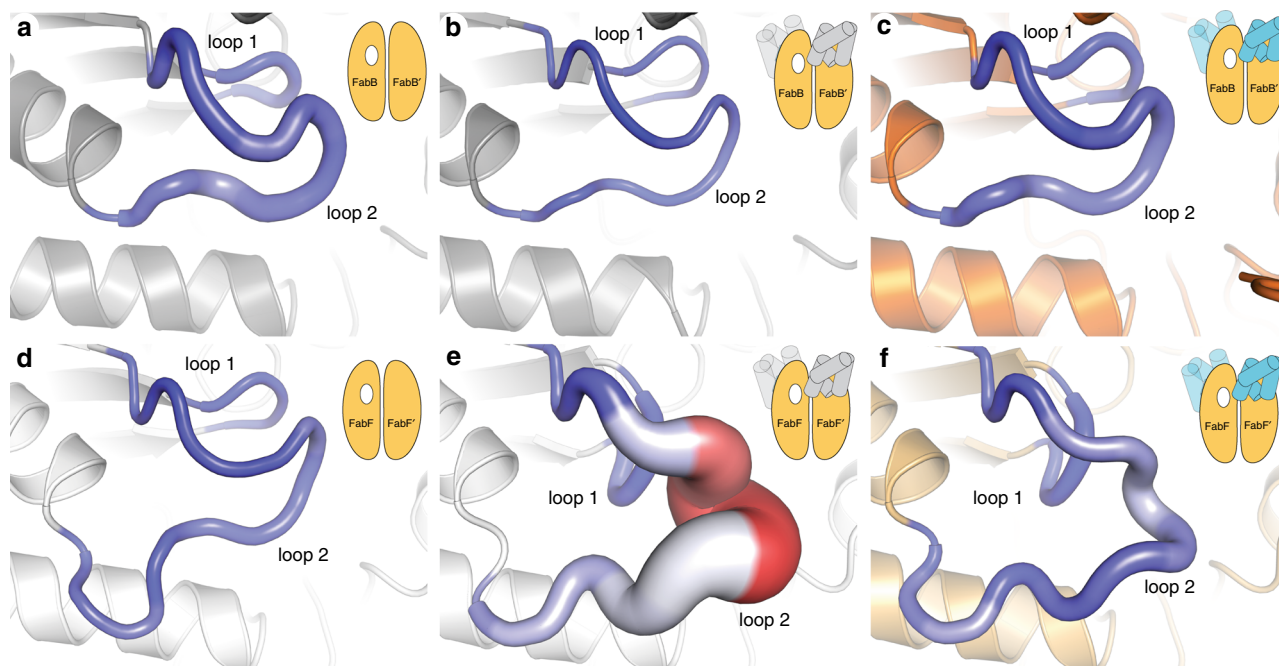 a
loop 1
loop 2
FabB FabB′
b
loop 1
loop 2
FabB FabB′
c
loop 1
loop 2
FabB FabB′
d
loop 1
loop 2
FabF FabF′
e
loop 1
loop 2
FabF FabF′
f
loop 1
loop 2
FabF FabF′